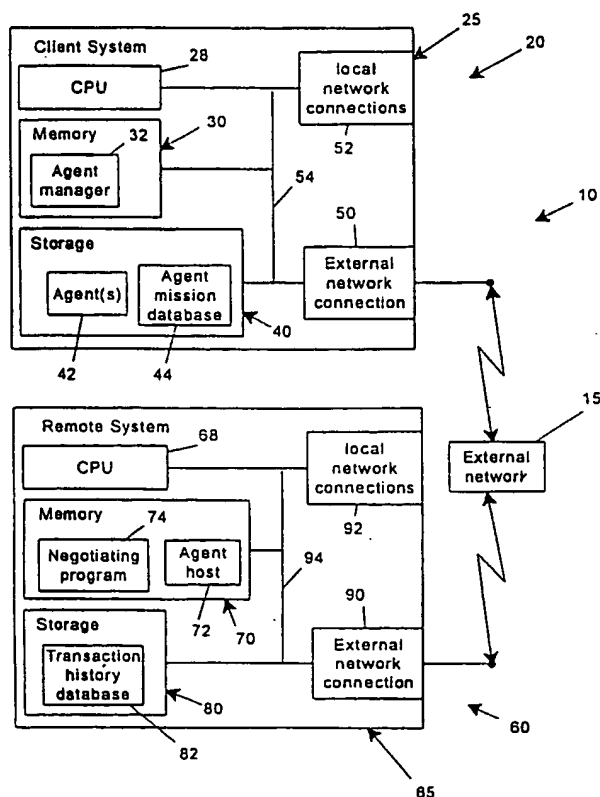 Client System
28
CPU
25
20
local
network
connections
52
Memory
32
30
Agent
manager
54
10
Storage
Agent(s)
Agent
mission
database
50
External
network
connection
42
44
40
15
External
network
Remote System
68
CPU
local
network
connections
92
Memory
74
Negotiating
program
Agent
host
72
70
94
90
Storage
Transaction
history
database
External
network
connection
82
80
60
65